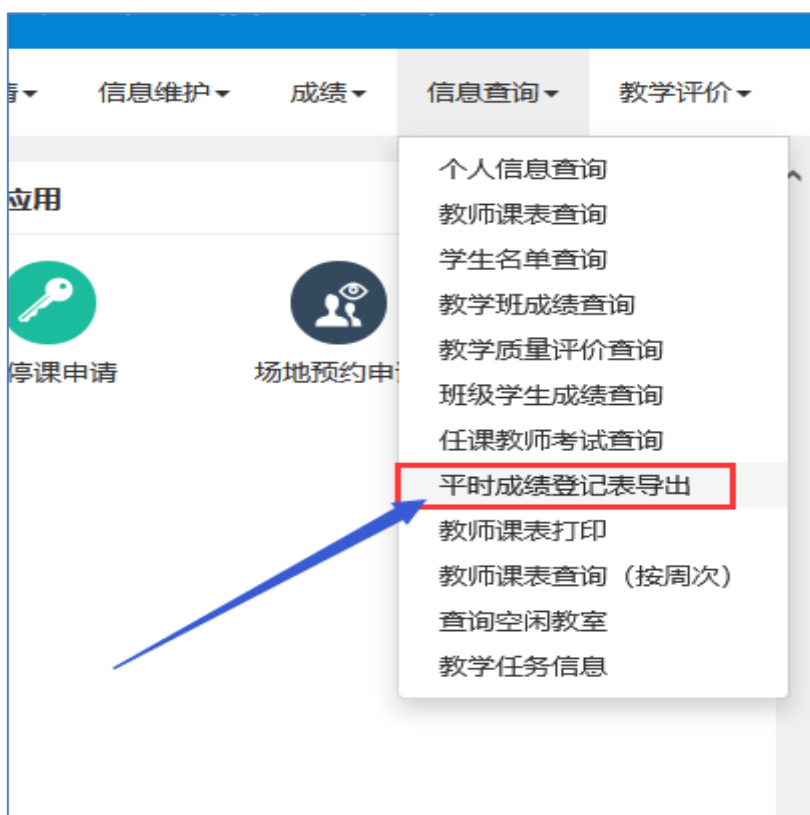 信息维护 成绩 信息查询 教学评价
个人信息查询
应用
教师课表查询
学生名单查询
教学班成绩查询
教学质量评价查询
停课申请
场地预约申
班级学生成绩查询
任课教师考试查询
平时成绩登记表导出
教师课表打印
教师课表查询（按周次）
查询空闲教室
教学任务信息